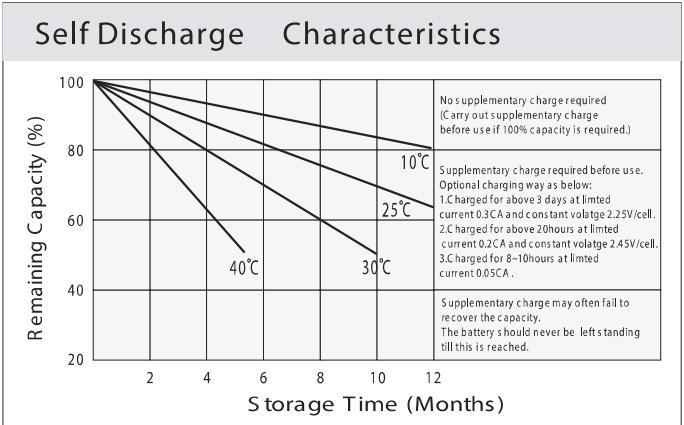 Self Discharge Characteristics
Remaining Capacity (%)
100
80
60
40
20
10℃
25℃
30℃
40℃
2 4 6 8 10 12
Storage Time (Months)
No supplementary charge required
(Carry out supplementary charge
before use if 100% capacity is required.)
Supplementary charge required before use.
Optional charging way as below:
1.Charged for above 3 days at limted
current 0.3CA and constant volatge 2.25V/cell.
2.Charged for above 20hours at limted
current 0.2CA and constant volatge 2.45V/cell.
3.Charged for 8~10hours at limted
current 0.05CA .
Supplementary charge may often fail to
recover the capacity.
The battery should never be left standing
till this is reached.